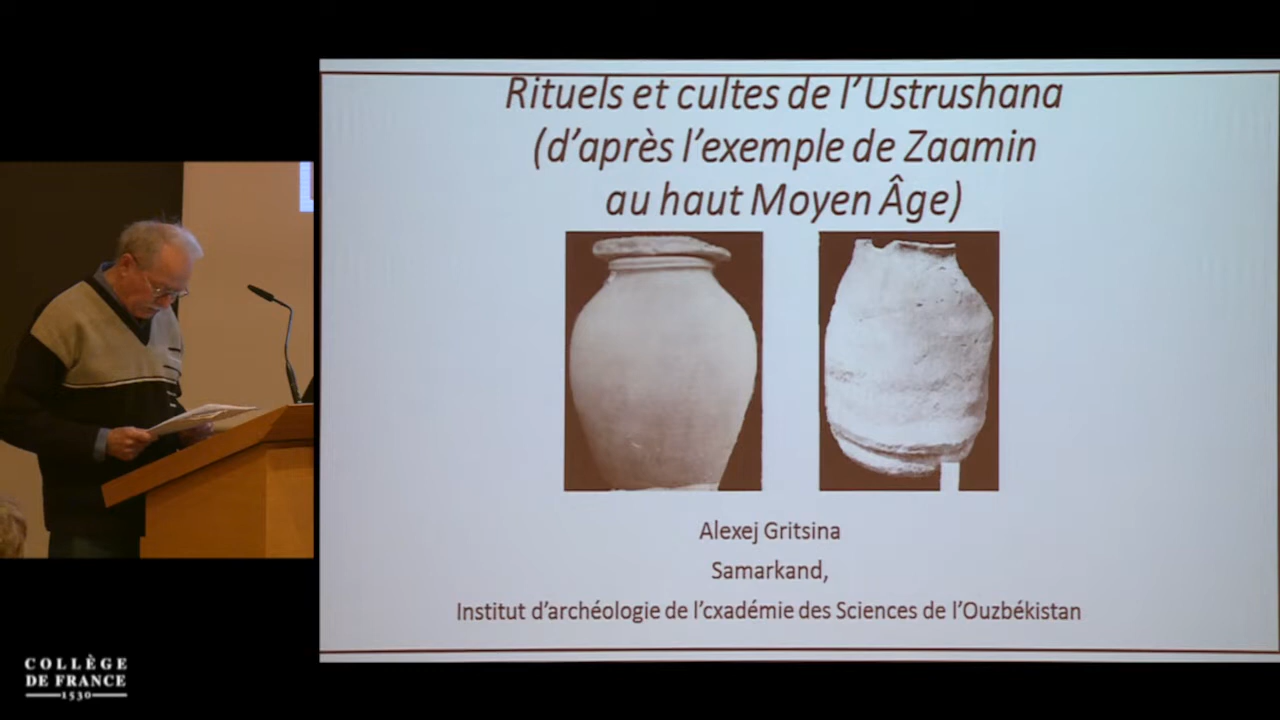 Rituels et cultes de l'Ustrushana
(d'après l'exemple de Zaamin
au haut Moyen Âge)
Alexej Gritsina
Samarkand,
Institut d'archéologie de l'cxadémie des Sciences de l'Ouzbékistan
COLLÈGE
DE FRANCE
1530